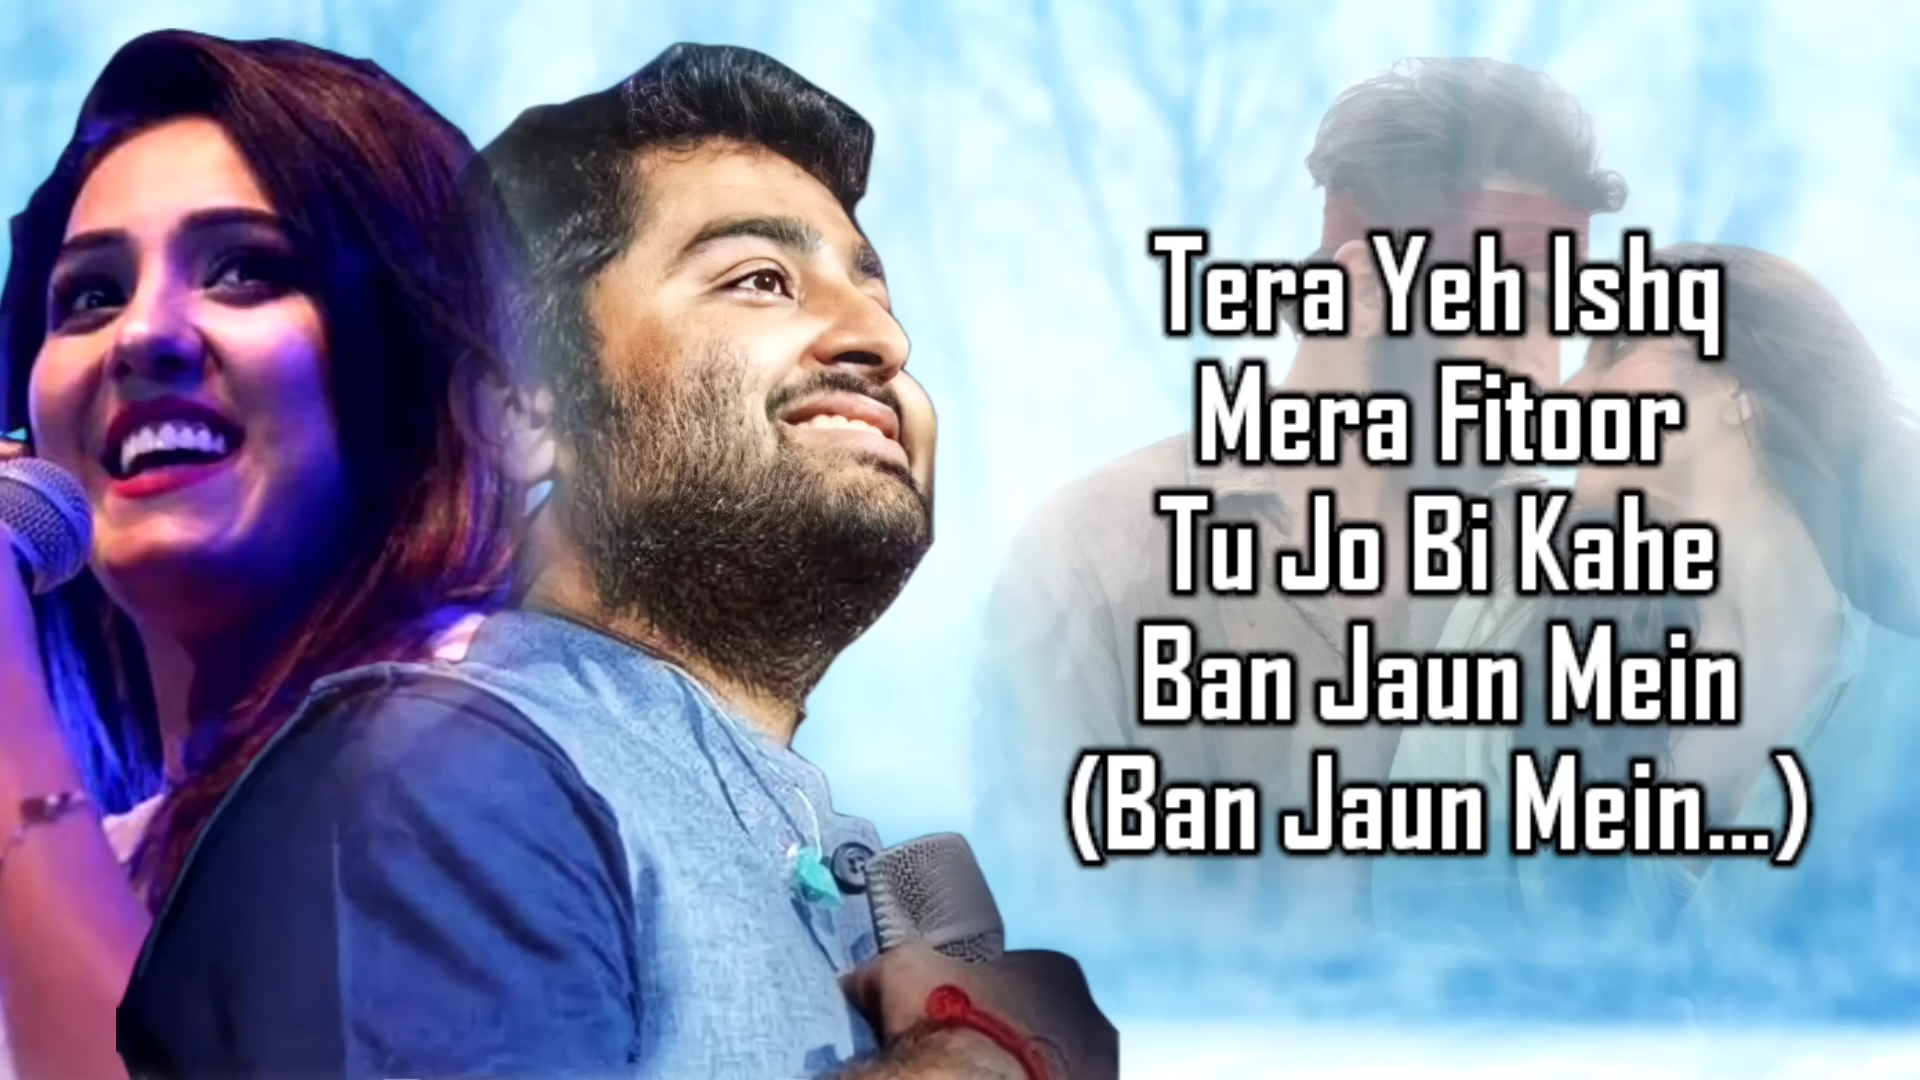 Tera Yeh Ishq
Mera Fitoor
Tu Jo Bi Kahe
Ban Jaun Mein
(Ban Jaun Mein...)